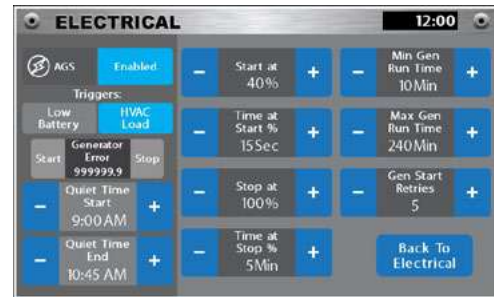 ELECTRICAL
12:00
AGS
Enabled
Triggers:
Low
Battery
HVAC
Load
Start
Generator
Error
999999.9
Stop
−
Quiet Time
Start
9:00 AM
+
−
Quiet Time
End
10:45 AM
+
−
Start at
40%
+
−
Time at
Start %
15Sec
+
−
Stop at
100%
+
−
Time at
Stop %
5Min
+
−
Min Gen
Run Time
10Min
+
−
Max Gen
Run Time
240Min
+
−
Gen Start
Retries
5
+
Back To
Electrical